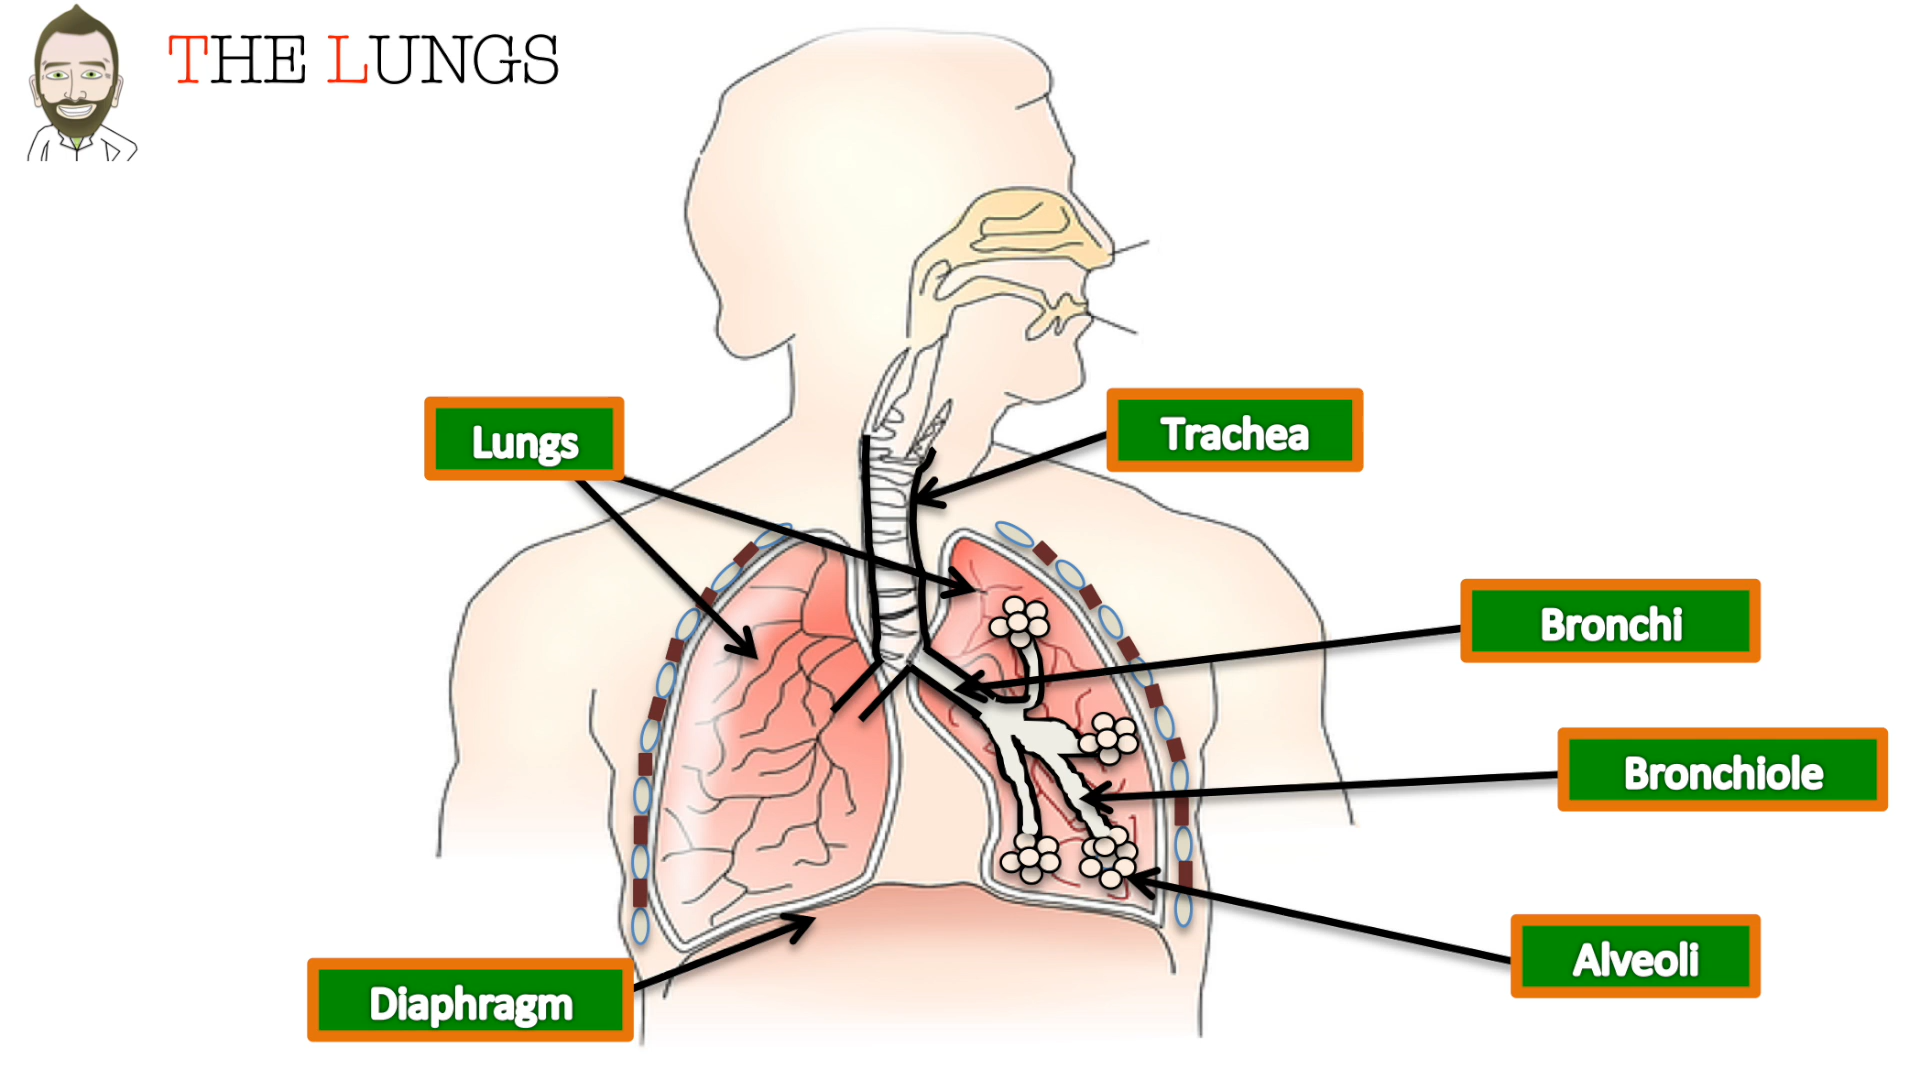 THE LUNGS
Lungs
Trachea
Bronchi
Bronchiole
Alveoli
Diaphragm